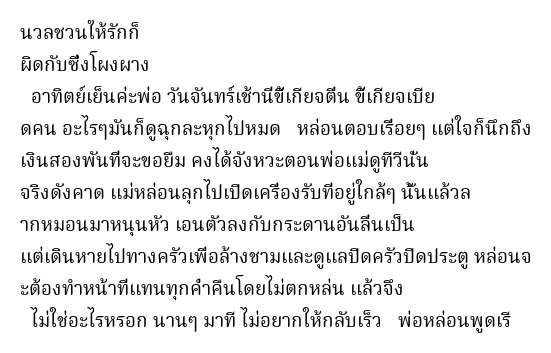 นวลชวนให้รักก็
ผิดกับซึ่งโผงผาง
อาทิตย์เย็นค่ะพ่อ วันจันทร์เช้านี่ขี้เกียจตื่น ขี้เกียจเบีย
ดคน อะไรๆมันก็ดูฉุกละหุกไปหมด   หล่อนตอบเรื่อยๆ แต่ใจก็นึกถึง
เงินสองพันที่จะขอยืม คงได้จังหวะตอนพ่อแม่ดูทีวีนั่น
จริงดังคาด แม่หล่อนลุกไปเปิดเครื่องรับที่อยู่ใกล้ๆ นั้นแล้วล
ากหมอนมาหนุนหัว เอนตัวลงกับกระดานอันลื่นเป็น
แต่เดินหายไปทางครัวเพื่อล้างชามและดูแลปิดครัวปิดประตู หล่อนจ
ะต้องทำหน้าที่แทนทุกค่ำคืนโดยไม่ตกหล่น แล้วจึง
ไม่ใช่อะไรหรอก นานๆ มาที ไม่อยากให้กลับเร็ว   พ่อหล่อนพูดเรื่